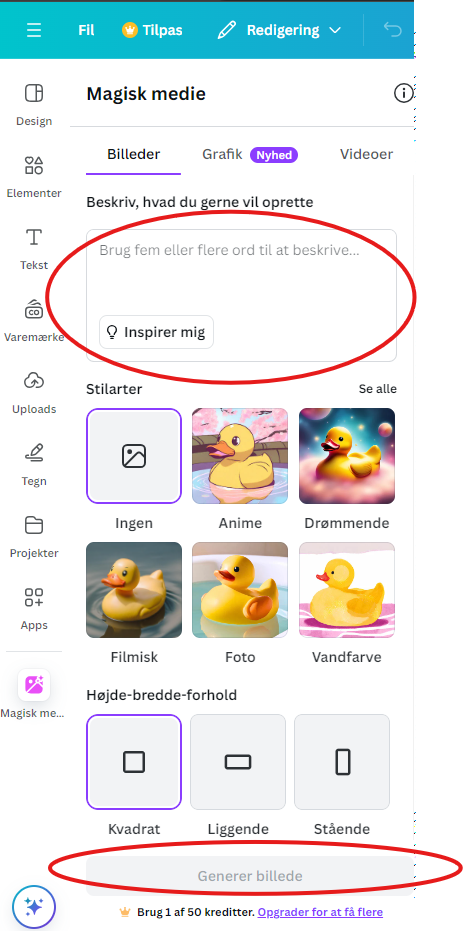 Fil
Tilpas
Redigering
Design
Elementer
Tekst
Varemærke
Uploads
Tegn
Projekter
Apps
Magisk me...
Magisk medie
Billeder
Grafik Nyhed
Videoer
Beskriv, hvad du gerne vil oprette
Brug fem eller flere ord til at beskrive...
Inspirer mig
Stilarter
Se alle
Ingen
Anime
Drømmende
Filmisk
Foto
Vandfarve
Højde-bredde-forhold
Kvadrat
Liggende
Stående
Generer billede
Brug 1 af 50 kreditter. Opgrader for at få flere